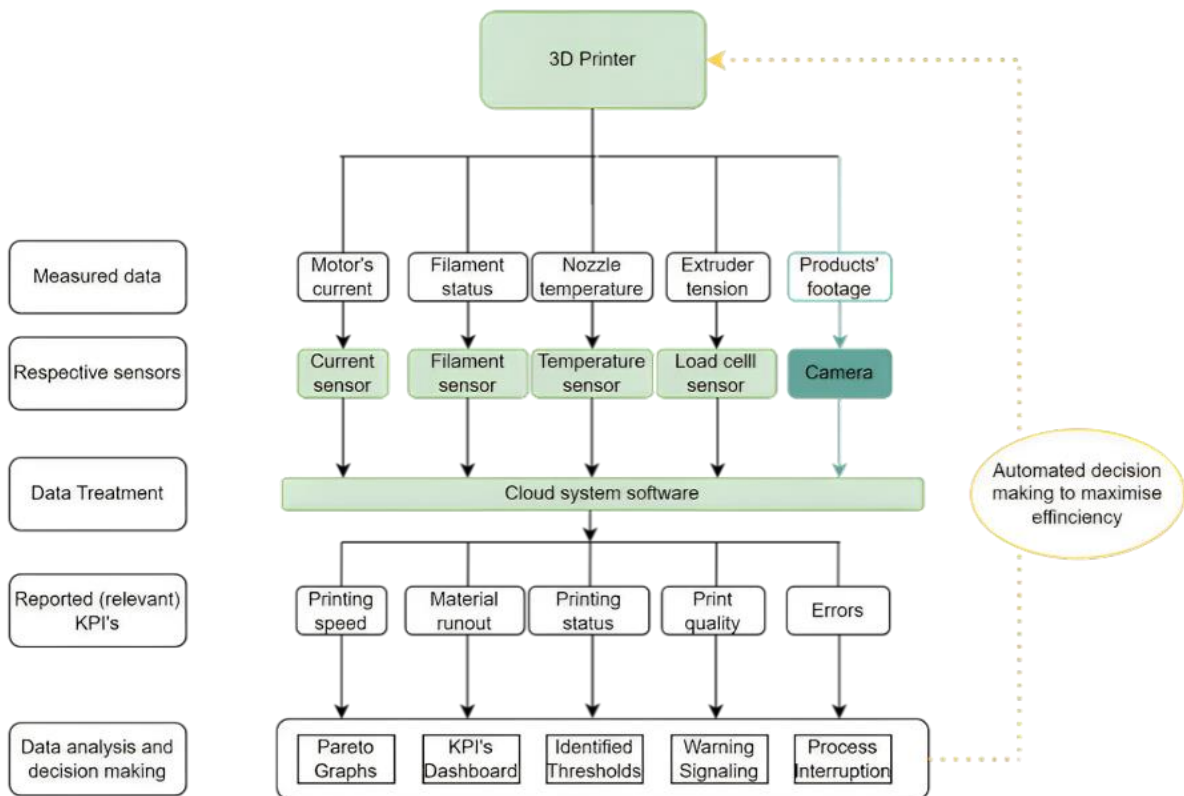 3D Printer
Measured data
Motor's
current
Filament
status
Nozzle
temperature
Extruder
tension
Products'
footage
Respective sensors
Current
sensor
Filament
sensor
Temperature
sensor
Load celll
sensor
Camera
Data Treatment
Cloud system software
Automated decision
making to maximise
effinciency
Reported (relevant)
KPI's
Printing
speed
Material
runout
Printing
status
Print
quality
Errors
Data analysis and
decision making
Pareto
Graphs
KPI's
Dashboard
Identified
Thresholds
Warning
Signaling
Process
Interruption